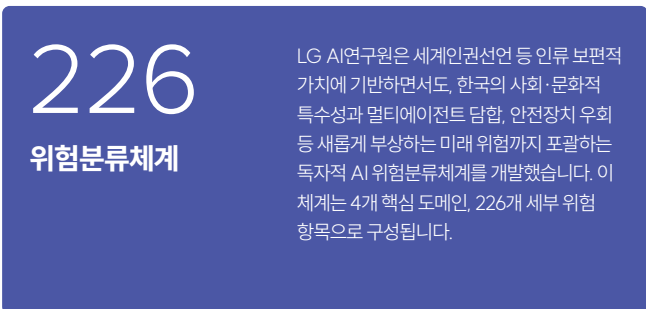 226
위험분류체계
LG AI연구원은 세계인권선언 등 인류 보편적
가치에 기반하면서도, 한국의 사회·문화적
특수성과 멀티에이전트 담합, 안전장치 우회
등 새롭게 부상하는 미래 위험까지 포괄하는
독자적 AI 위험분류체계를 개발했습니다. 이
체계는 4개 핵심 도메인, 226개 세부 위험
항목으로 구성됩니다.